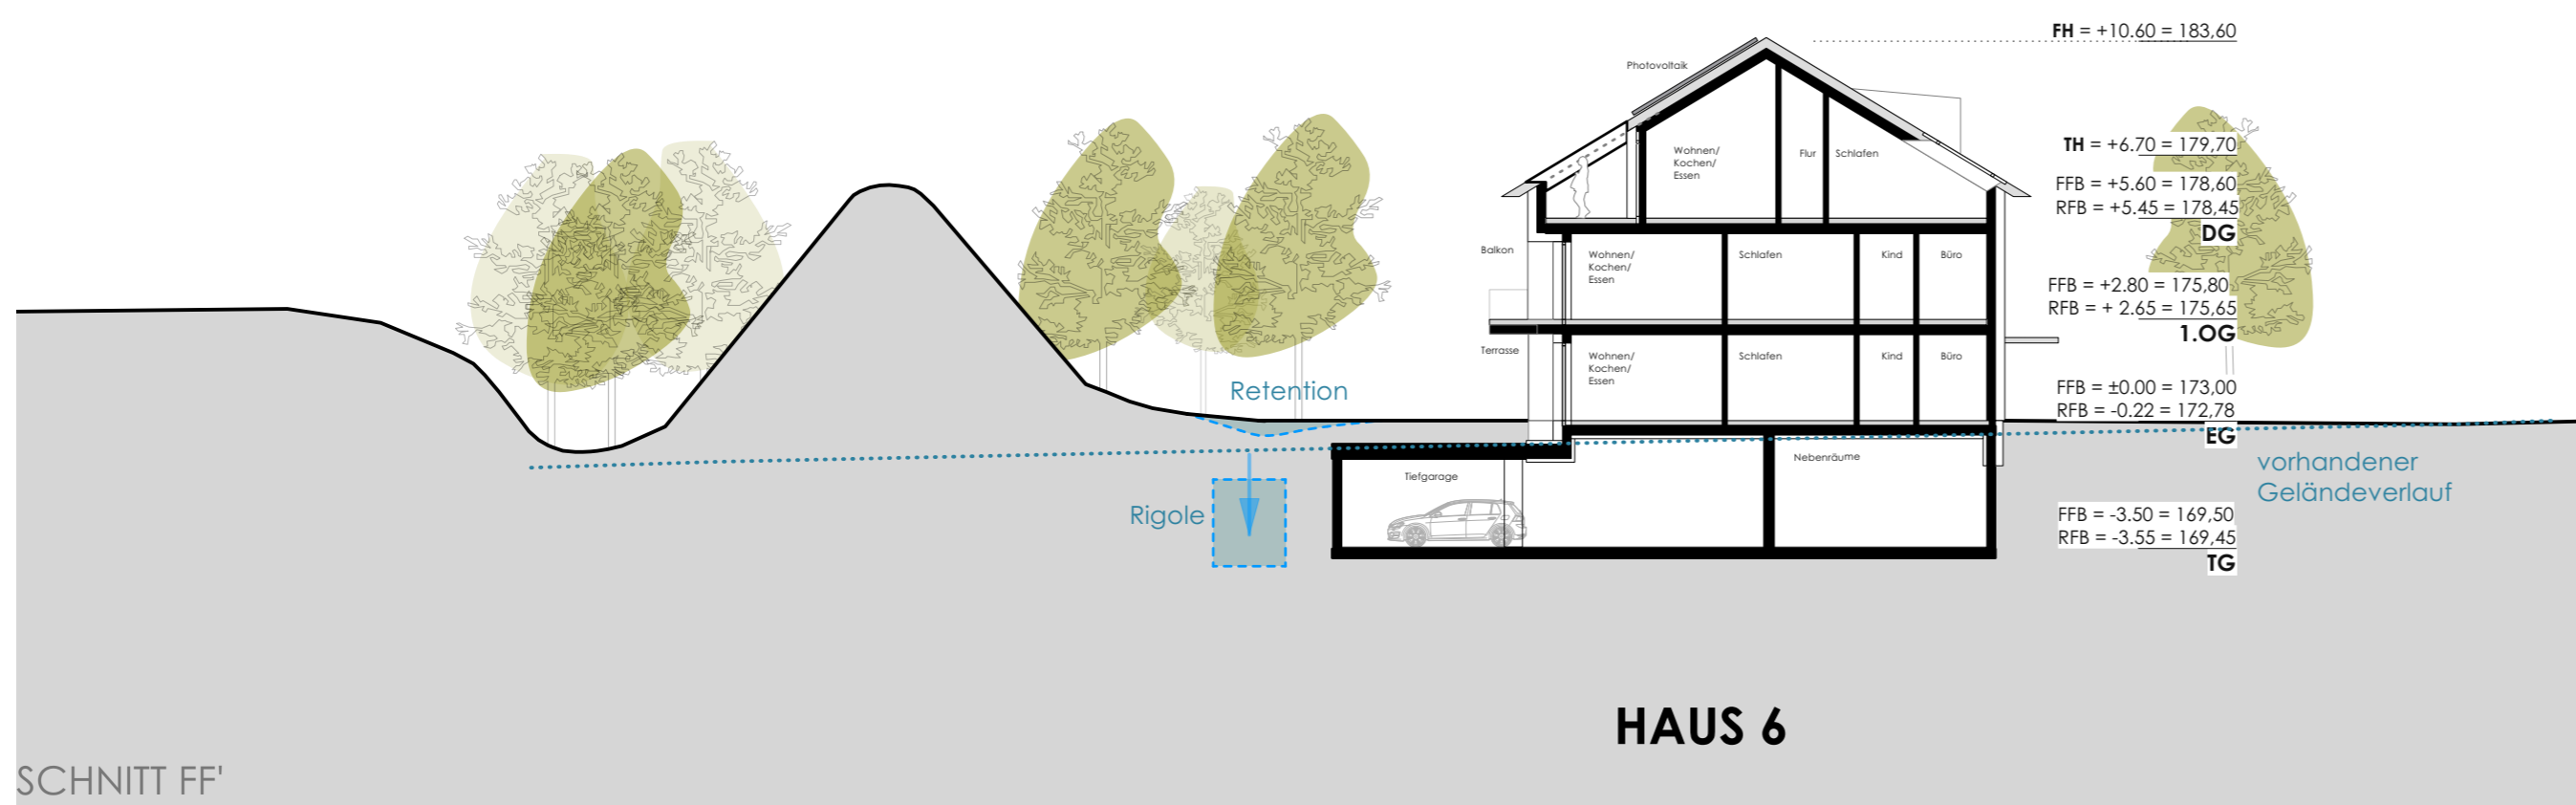 FH = +10.60 = 183,60
Photovoltaik
TH = +6.70 = 179,70
Wohnen/
Kochen/
Essen
Flur
Schlafen
FFB = +5.60 = 178,60
RFB = +5.45 = 178,45
DG
Balkon
Wohnen/
Kochen/
Essen
Schlafen
Kind
Büro
FFB = +2.80 = 175,80
RFB = + 2.65 = 175,65
1.OG
Terrasse
Wohnen/
Kochen/
Essen
Schlafen
Kind
Büro
Retention
FFB = ±0.00 = 173,00
RFB = -0.22 = 172,78
EG
vorhandener
Geländeverlauf
Tiefgarage
Nebenräume
Rigole
FFB = -3.50 = 169,50
RFB = -3.55 = 169,45
TG
HAUS 6
SCHNITT FF'